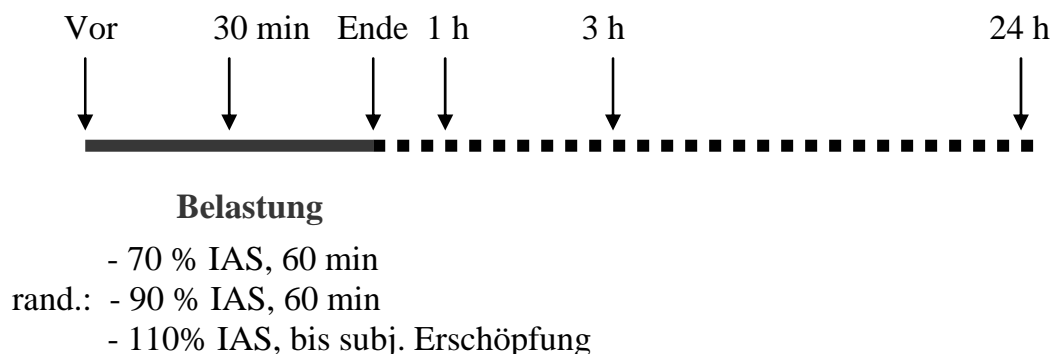 Vor 30 min Ende 1 h 3 h 24 h
Belastung
- 70 % IAS, 60 min
rand.: - 90 % IAS, 60 min
- 110% IAS, bis subj. Erschöpfung